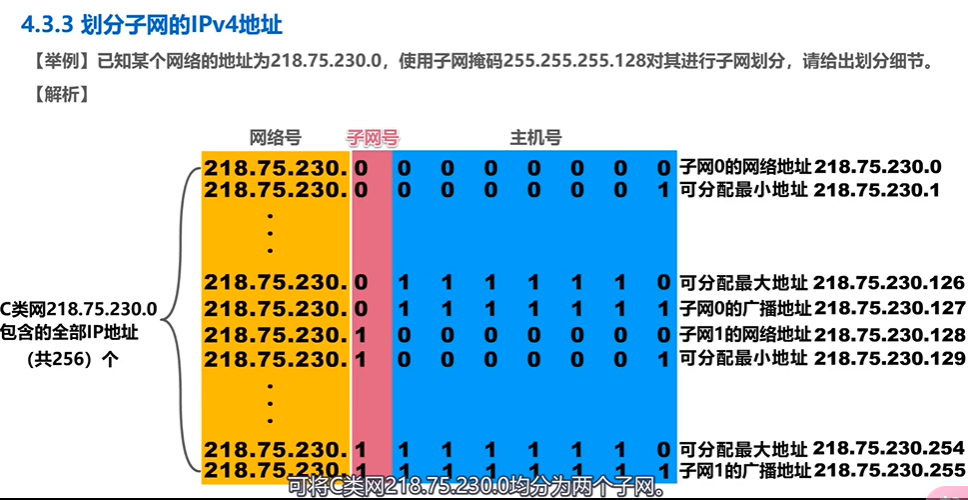 4.3.3 划分子网的IPv4地址
【举例】已知某个网络的地址为218.75.230.0，使用子网掩码255.255.255.128对其进行子网划分，请给出划分细节。
【解析】
网络号 子网号 主机号
218.75.230. 0 0 0 0 0 0 0 0 子网0的网络地址 218.75.230.0
218.75.230. 0 0 0 0 0 0 0 1 可分配最小地址 218.75.230.1
218.75.230. 0 1 1 1 1 1 1 0 可分配最大地址 218.75.230.126
218.75.230. 0 1 1 1 1 1 1 1 子网0的广播地址 218.75.230.127
218.75.230. 1 0 0 0 0 0 0 0 子网1的网络地址 218.75.230.128
218.75.230. 1 0 0 0 0 0 0 1 可分配最小地址 218.75.230.129
218.75.230. 1 1 1 1 1 1 1 0 可分配最大地址 218.75.230.254
218.75.230. 1 1 1 1 1 1 1 1 子网1的广播地址 218.75.230.255
C类网218.75.230.0
包含的全部IP地址
（共256）个
可将C类网218.75.230.0均分为两个子网。